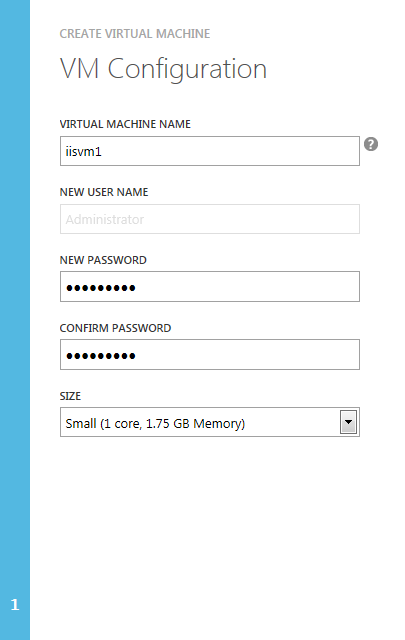 CREATE VIRTUAL MACHINE
VM Configuration
VIRTUAL MACHINE NAME
iisvm1
?
NEW USER NAME
Administrator
NEW PASSWORD
●●●●●●●●●
CONFIRM PASSWORD
●●●●●●●●●
SIZE
Small (1 core, 1.75 GB Memory)
1